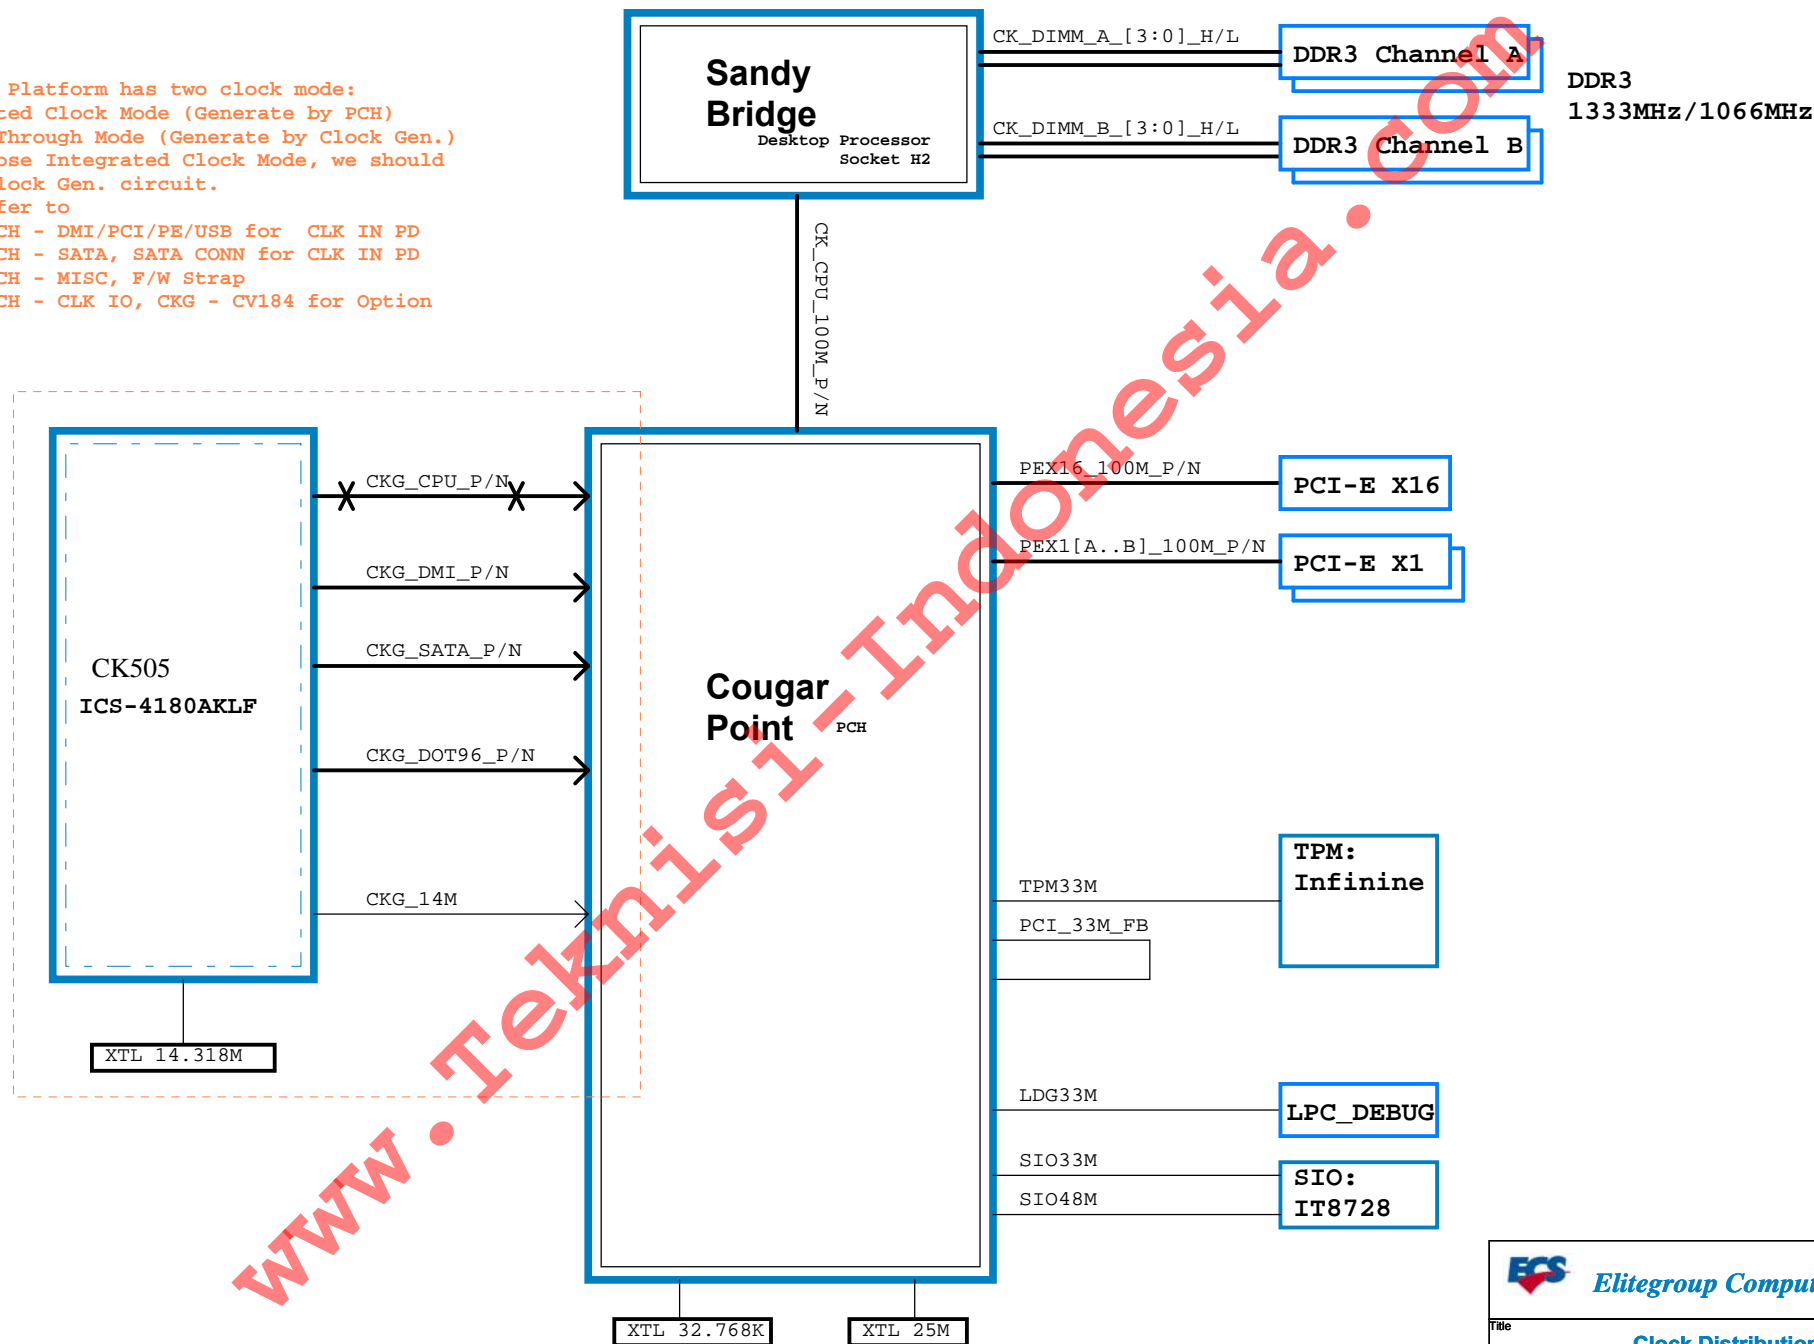 Platform has two clock mode:
ted Clock Mode (Generate by PCH)
Through Mode (Generate by Clock Gen.)
ose Integrated Clock Mode, we should
lock Gen. circuit.
fer to
CH - DMI/PCI/PE/USB for CLK IN PD
CH - SATA, SATA CONN for CLK IN PD
CH - MISC, F/W Strap
CH - CLK IO, CKG - CV184 for Option
Sandy
Bridge
Desktop Processor
Socket H2
CK_DIMM_A_[3:0]_H/L
CK_DIMM_B_[3:0]_H/L
DDR3 Channel A
DDR3 Channel B
DDR3
1333MHz/1066MHz
CK_CPU_100M_P/N
CK505
ICS-4180AKLF
XTL 14.318M
CKG_CPU_P/N
CKG_DMI_P/N
CKG_SATA_P/N
CKG_DOT96_P/N
CKG_14M
Cougar
Point
PCH
PEX16_100M_P/N
PCI-E X16
PEX1[A..B]_100M_P/N
PCI-E X1
TPM33M
TPM:
Infinine
PCI_33M_FB
LDG33M
LPC_DEBUG
SIO33M
SIO48M
SIO:
IT8728
XTL 32.768K
XTL 25M
www.Teknisi-Indonesia.com
ECS
Elitegroup Comput
Title
Clock Distribution